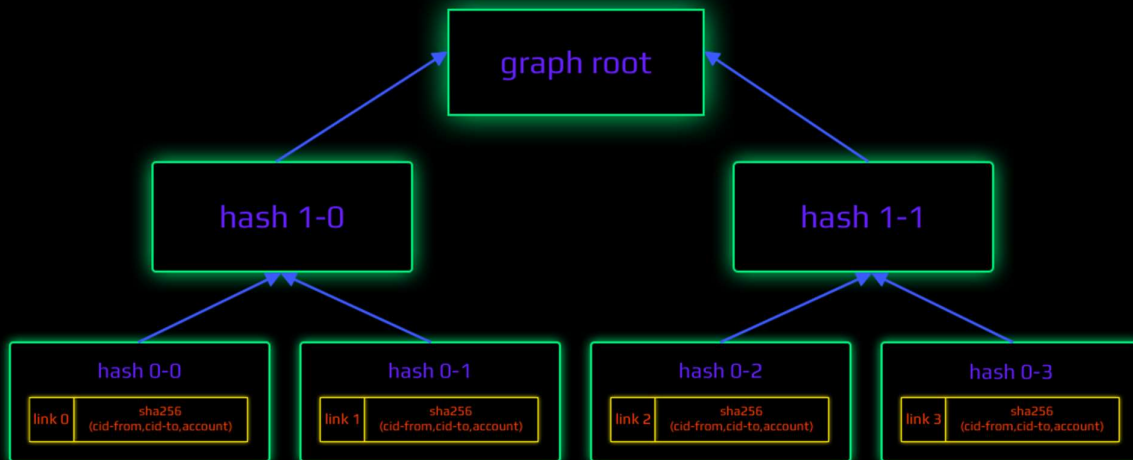 graph root
hash 1-0
hash 1-1
hash 0-0
link 0
sha256
(cid-from,cid-to,account)
hash 0-1
link 1
sha256
(cid-from,cid-to,account)
hash 0-2
link 2
sha256
(cid-from,cid-to,account)
hash 0-3
link 3
sha256
(cid-from,cid-to,account)